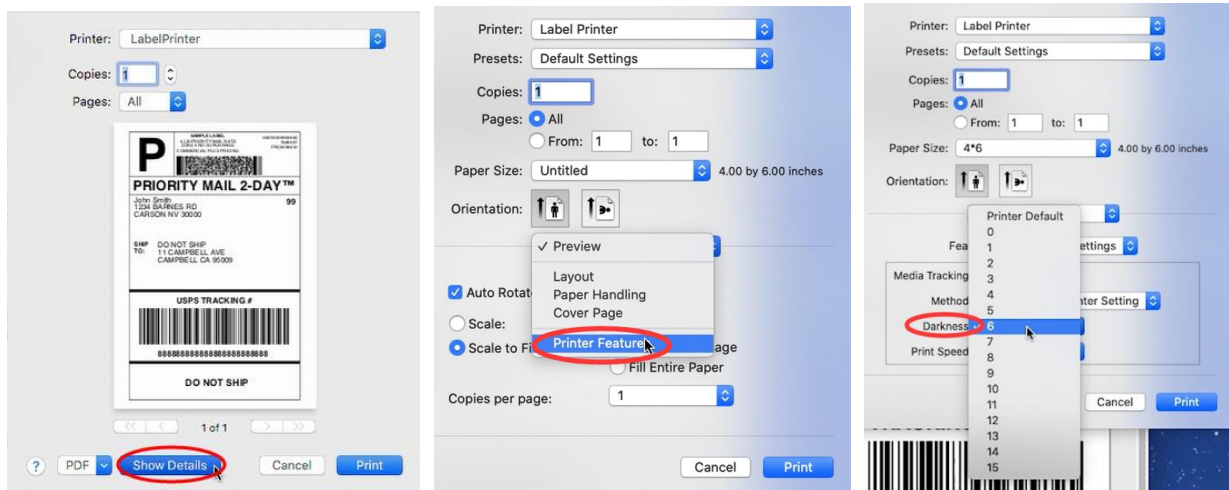 Printer: LabelPrinter
Copies: 1
Pages: All
P
PRIORITY MAIL 2-DAY™
John Smith 99
1234 BARNES RD
CARSON NV 30000
SHIP DO NOT SHIP
TO: 11 CAMPBELL AVE
CAMPBELL CA 95009
USPS TRACKING #
DO NOT SHIP
1 of 1
? PDF Show Details Cancel Print
Printer: Label Printer
Presets: Default Settings
Copies: 1
Pages: All
From: 1 to: 1
Paper Size: Untitled 4.00 by 6.00 inches
Orientation:
✓ Preview
Layout
Auto Rotat Paper Handling
Cover Page
Scale:
Printer Feature
Scale to Fi age
Fill Entire Paper
Copies per page: 1
Cancel Print
Printer: Label Printer
Presets: Default Settings
Copies: 1
Pages: All
From: 1 to: 1
Paper Size: 4*6 4.00 by 6.00 inches
Orientation:
Printer Default
0
Fea 1 ettings
2
Media Tracking 3
4
Method nter Setting
5
Darkness 6
7
Print Speed 8
9
10
11 Cancel Print
12
13
14
15